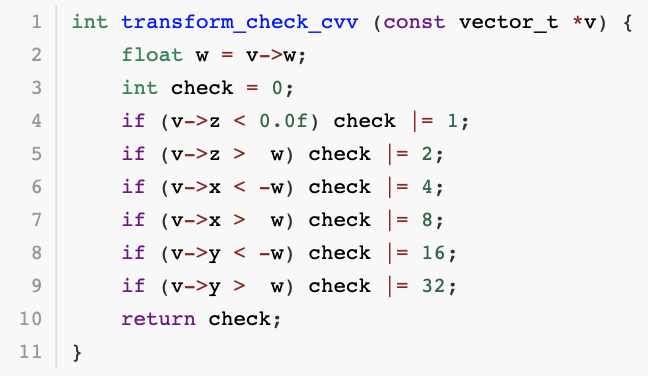 1 int transform_check_cvv (const vector_t *v) {
2     float w = v->w;
3     int check = 0;
4     if (v->z < 0.0f) check |= 1;
5     if (v->z >  w) check |= 2;
6     if (v->x < -w) check |= 4;
7     if (v->x >  w) check |= 8;
8     if (v->y < -w) check |= 16;
9     if (v->y >  w) check |= 32;
10     return check;
11 }